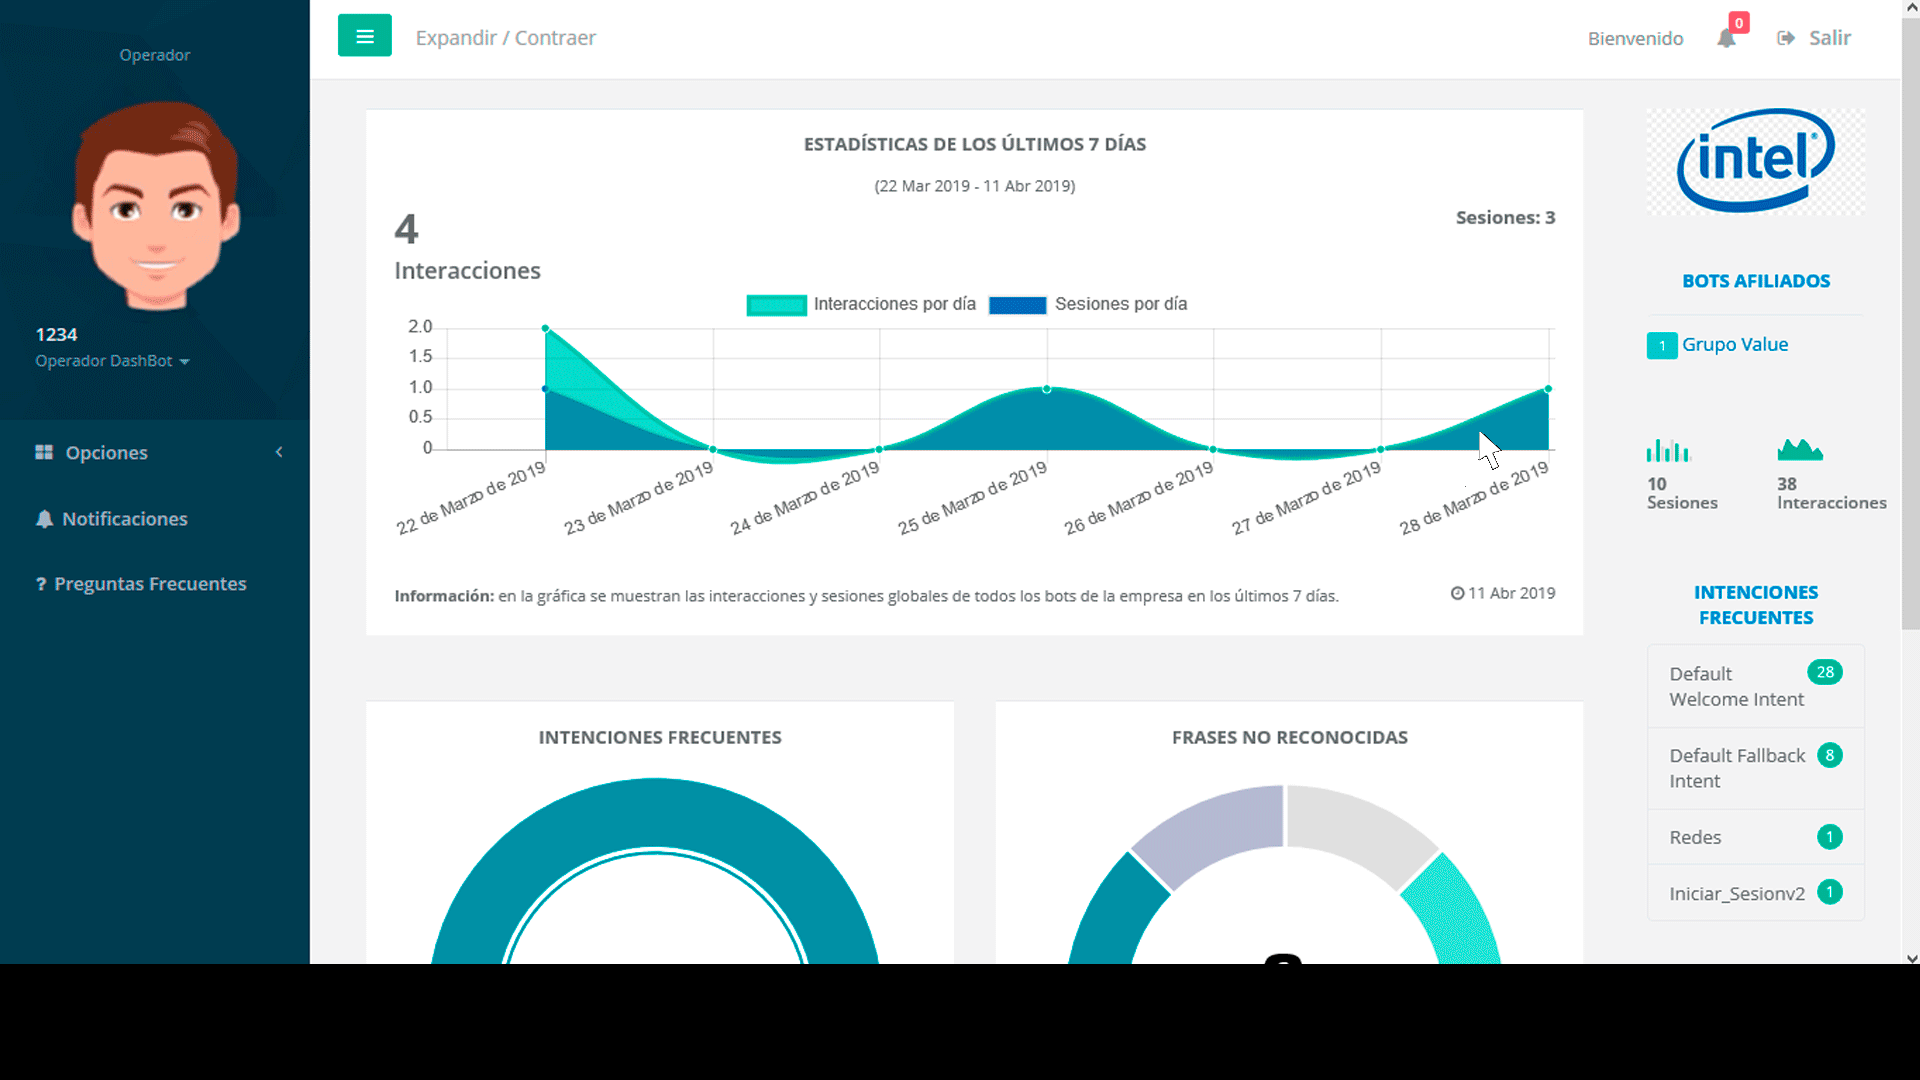 Operador
1234
Operador DashBot
Opciones
Notificaciones
? Preguntas Frecuentes
Expandir / Contraer
Bienvenido
0
Salir
ESTADÍSTICAS DE LOS ÚLTIMOS 7 DÍAS
(22 Mar 2019 - 11 Abr 2019)
4
Interacciones
Sesiones: 3
Interacciones por día
Sesiones por día
2.0
1.5
1.0
0.5
0
22 de Marzo de 2019
23 de Marzo de 2019
24 de Marzo de 2019
25 de Marzo de 2019
26 de Marzo de 2019
27 de Marzo de 2019
28 de Marzo de 2019
Información: en la gráfica se muestran las interacciones y sesiones globales de todos los bots de la empresa en los últimos 7 días.
11 Abr 2019
INTENCIONES FRECUENTES
FRASES NO RECONOCIDAS
intel®
BOTS AFILIADOS
1 Grupo Value
10
Sesiones
38
Interacciones
INTENCIONES
FRECUENTES
Default
Welcome Intent
28
Default Fallback
Intent
8
Redes 1
Iniciar_Sesionv2 1